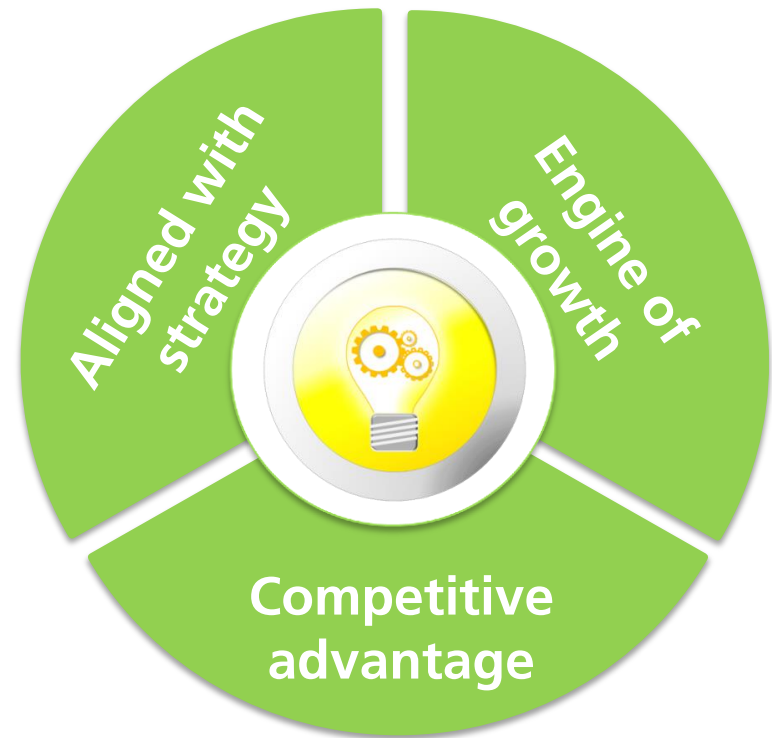 Aligned with
strategy
Engine of
growth
Competitive
advantage